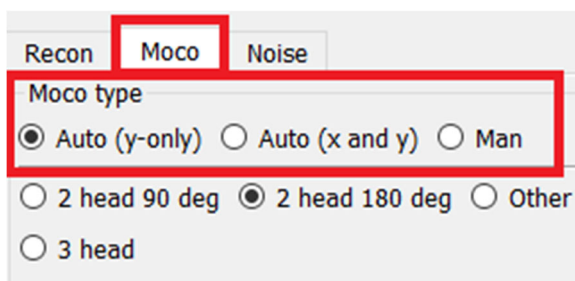 Recon Moco Noise
Moco type
Auto (y-only) Auto (x and y) Man
2 head 90 deg 2 head 180 deg Other
3 head